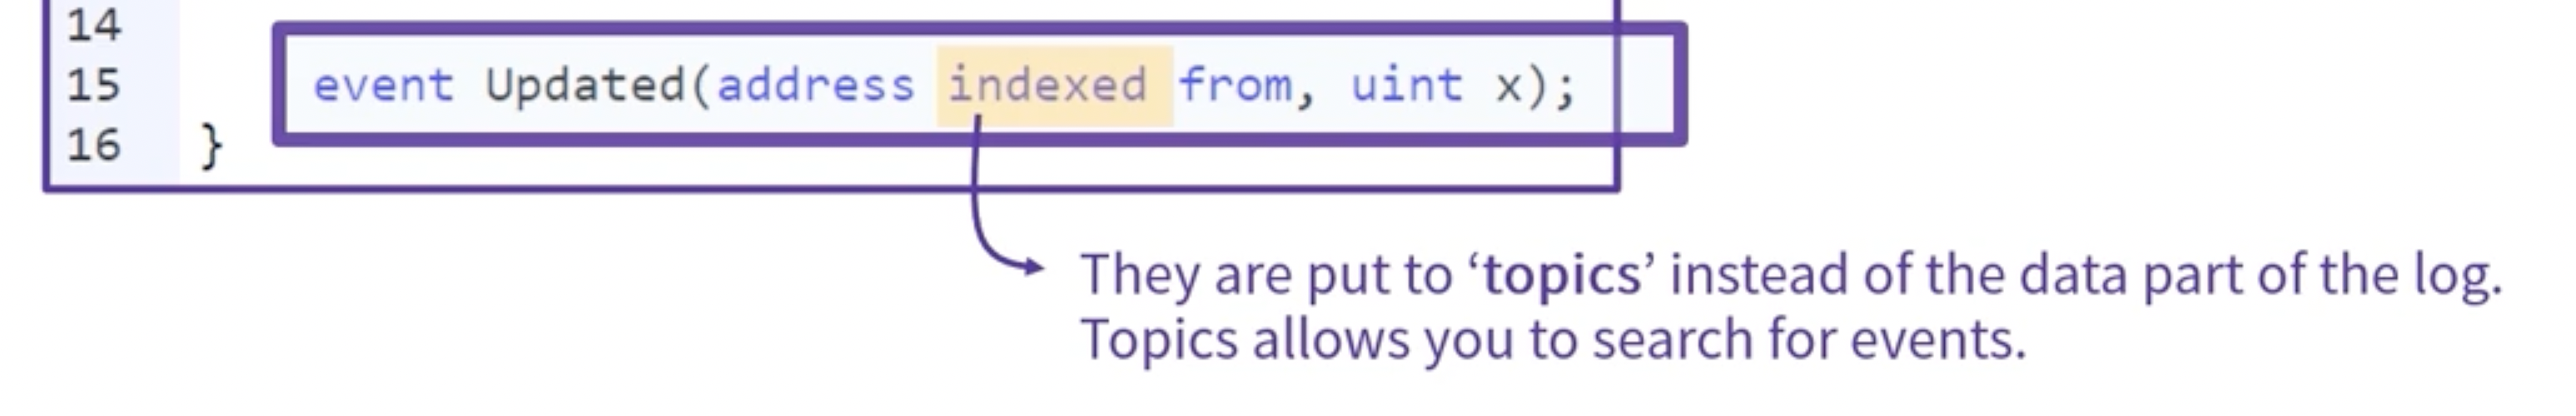 14
15 event Updated(address indexed from, uint x);
16 }
They are put to ‘topics’ instead of the data part of the log.
Topics allows you to search for events.